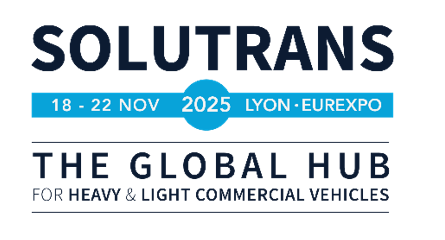 SOLUTRANS
18 - 22 NOV 2025 LYON · EUREXPO
THE GLOBAL HUB
FOR HEAVY & LIGHT COMMERCIAL VEHICLES